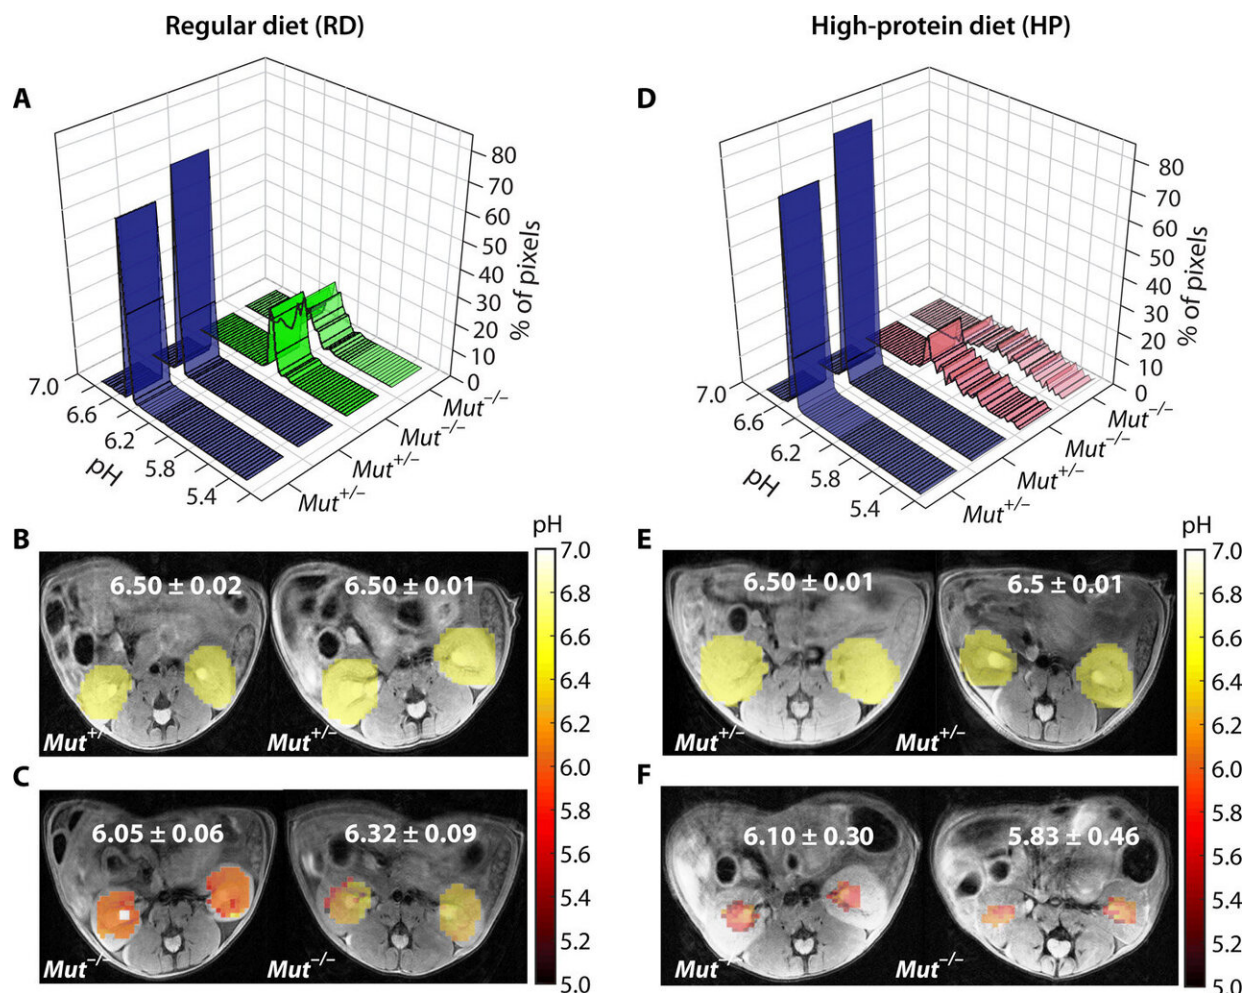 Regular diet (RD)
High-protein diet (HP)
A
80
70
60
50
40
30
20
10
0
% of pixels
7.0
6.6
6.2
5.8
5.4
pH
Mut−/−
Mut−/−
Mut+/−
Mut+/−
D
80
70
60
50
40
30
20
10
0
% of pixels
7.0
6.6
6.2
5.8
5.4
pH
Mut−/−
Mut−/−
Mut+/−
Mut+/−
B
6.50 ± 0.02
6.50 ± 0.01
Mut+/
Mut+/−
C
6.05 ± 0.06
6.32 ± 0.09
Mut−/−
Mut−/−
pH
7.0
6.8
6.6
6.4
6.2
6.0
5.8
5.6
5.4
5.2
5.0
E
6.50 ± 0.01
6.5 ± 0.01
Mut+/−
Mut+/−
F
6.10 ± 0.30
5.83 ± 0.46
Mut−/−
Mut−/−
pH
7.0
6.8
6.6
6.4
6.2
6.0
5.8
5.6
5.4
5.2
5.0